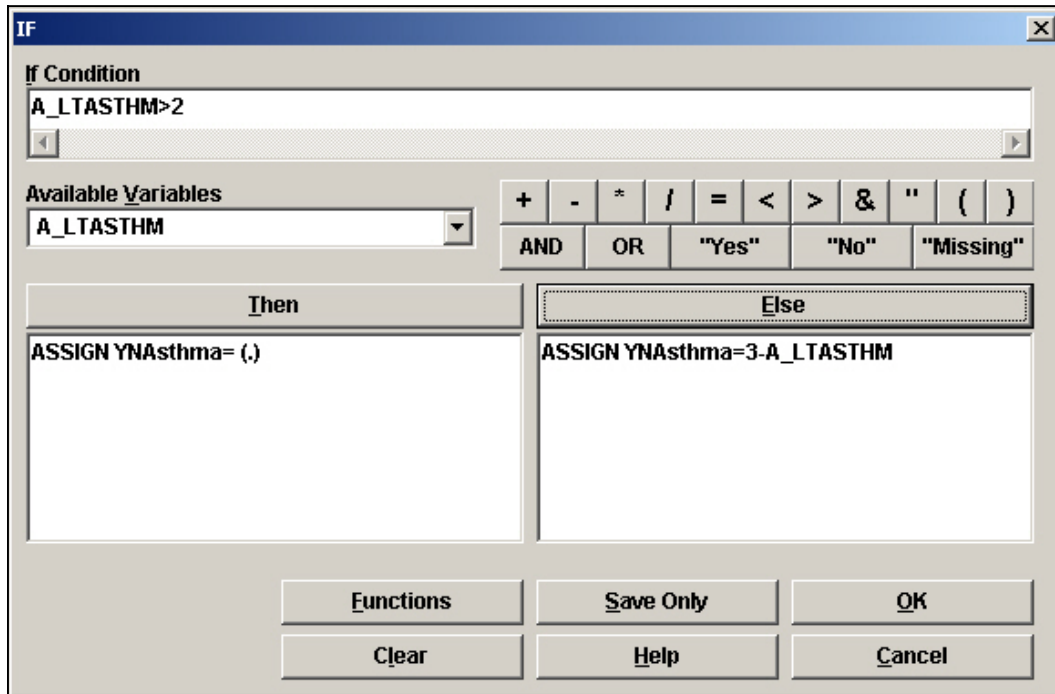 IF
If Condition
A_LTASTHM>2
Available Variables
A_LTASTHM
+ - * / = < > & " ( )
AND OR "Yes" "No" "Missing"
Then Else
ASSIGN YNAsthma= (.)
ASSIGN YNAsthma=3-A_LTASTHM
Functions Save Only OK
Clear Help Cancel